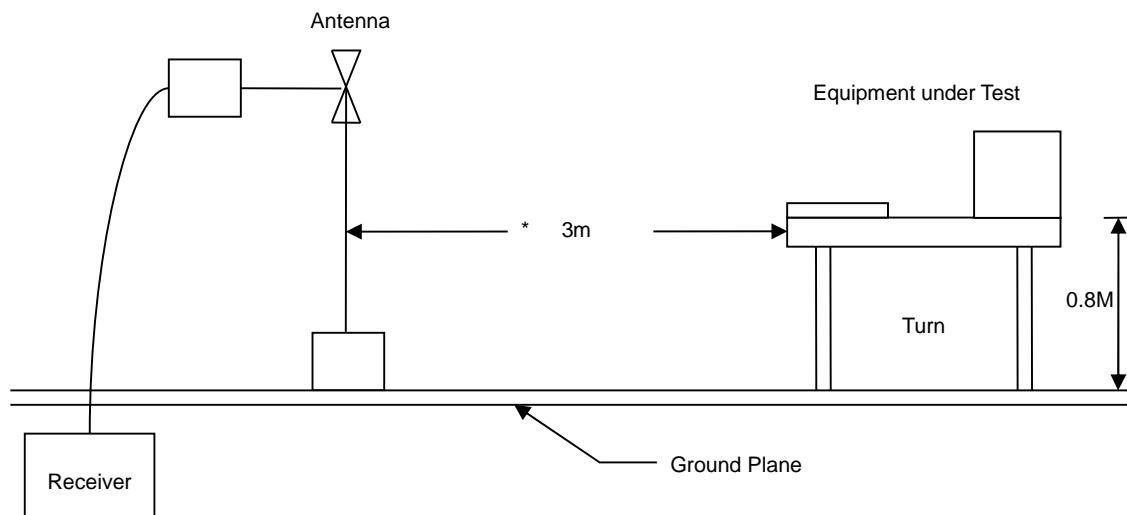 Antenna
Equipment under Test
* 3m
0.8M
Turn
Ground Plane
Receiver